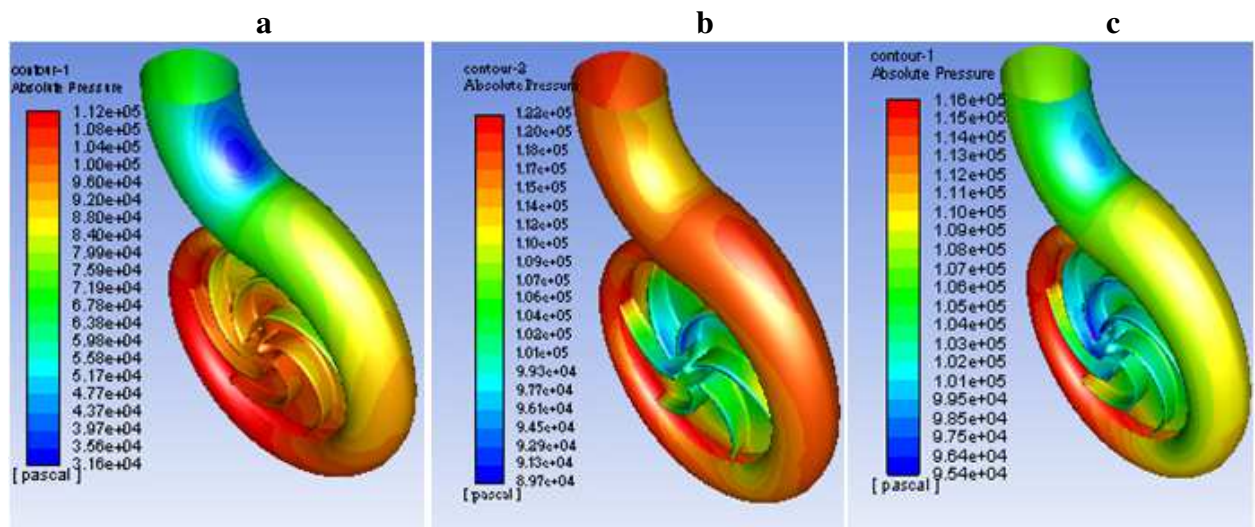 a
b
c
contour-1
Absolute Pressure
1.12e+05
1.08e+05
1.04e+05
1.00e+05
9.60e+04
9.20e+04
8.80e+04
8.40e+04
7.99e+04
7.59e+04
7.19e+04
6.78e+04
6.38e+04
5.98e+04
5.58e+04
5.17e+04
4.77e+04
4.37e+04
3.97e+04
3.56e+04
3.16e+04
[ pascal ]
contour-2
Absolute Pressure
1.22e+05
1.20e+05
1.18e+05
1.17e+05
1.15e+05
1.14e+05
1.12e+05
1.10e+05
1.09e+05
1.07e+05
1.06e+05
1.04e+05
1.02e+05
1.01e+05
9.93e+04
9.77e+04
9.61e+04
9.45e+04
9.29e+04
9.13e+04
8.97e+04
[ pascal ]
contour-1
Absolute Pressure
1.16e+05
1.15e+05
1.14e+05
1.13e+05
1.12e+05
1.11e+05
1.10e+05
1.09e+05
1.08e+05
1.07e+05
1.06e+05
1.05e+05
1.04e+05
1.03e+05
1.02e+05
1.01e+05
9.95e+04
9.85e+04
9.75e+04
9.64e+04
9.54e+04
[ pascal ]